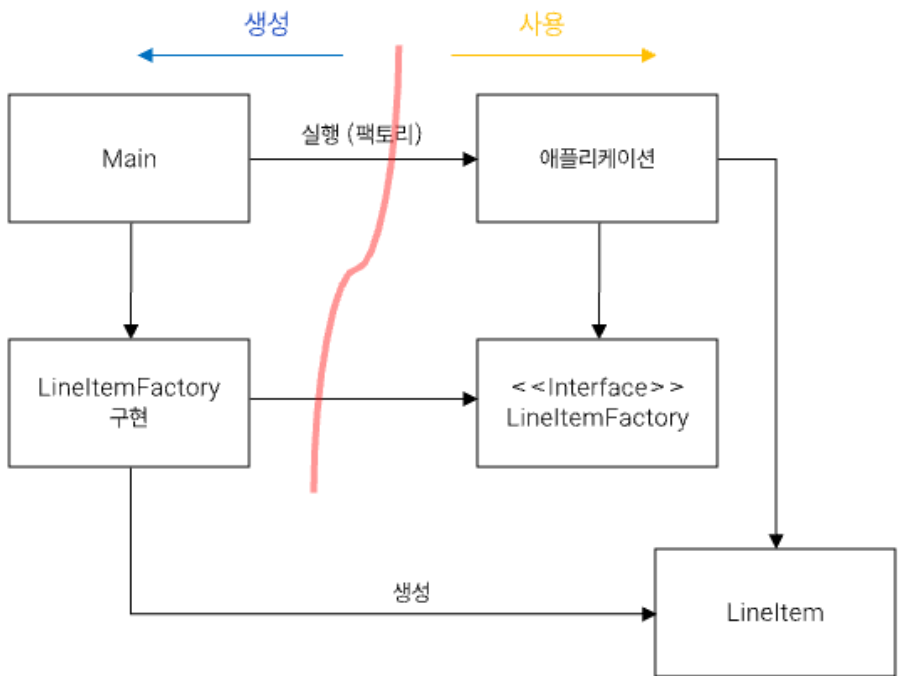 생성
사용
Main
실행 (팩토리)
애플리케이션
LineItemFactory
구현
<<Interface>>
LineItemFactory
생성
LineItem